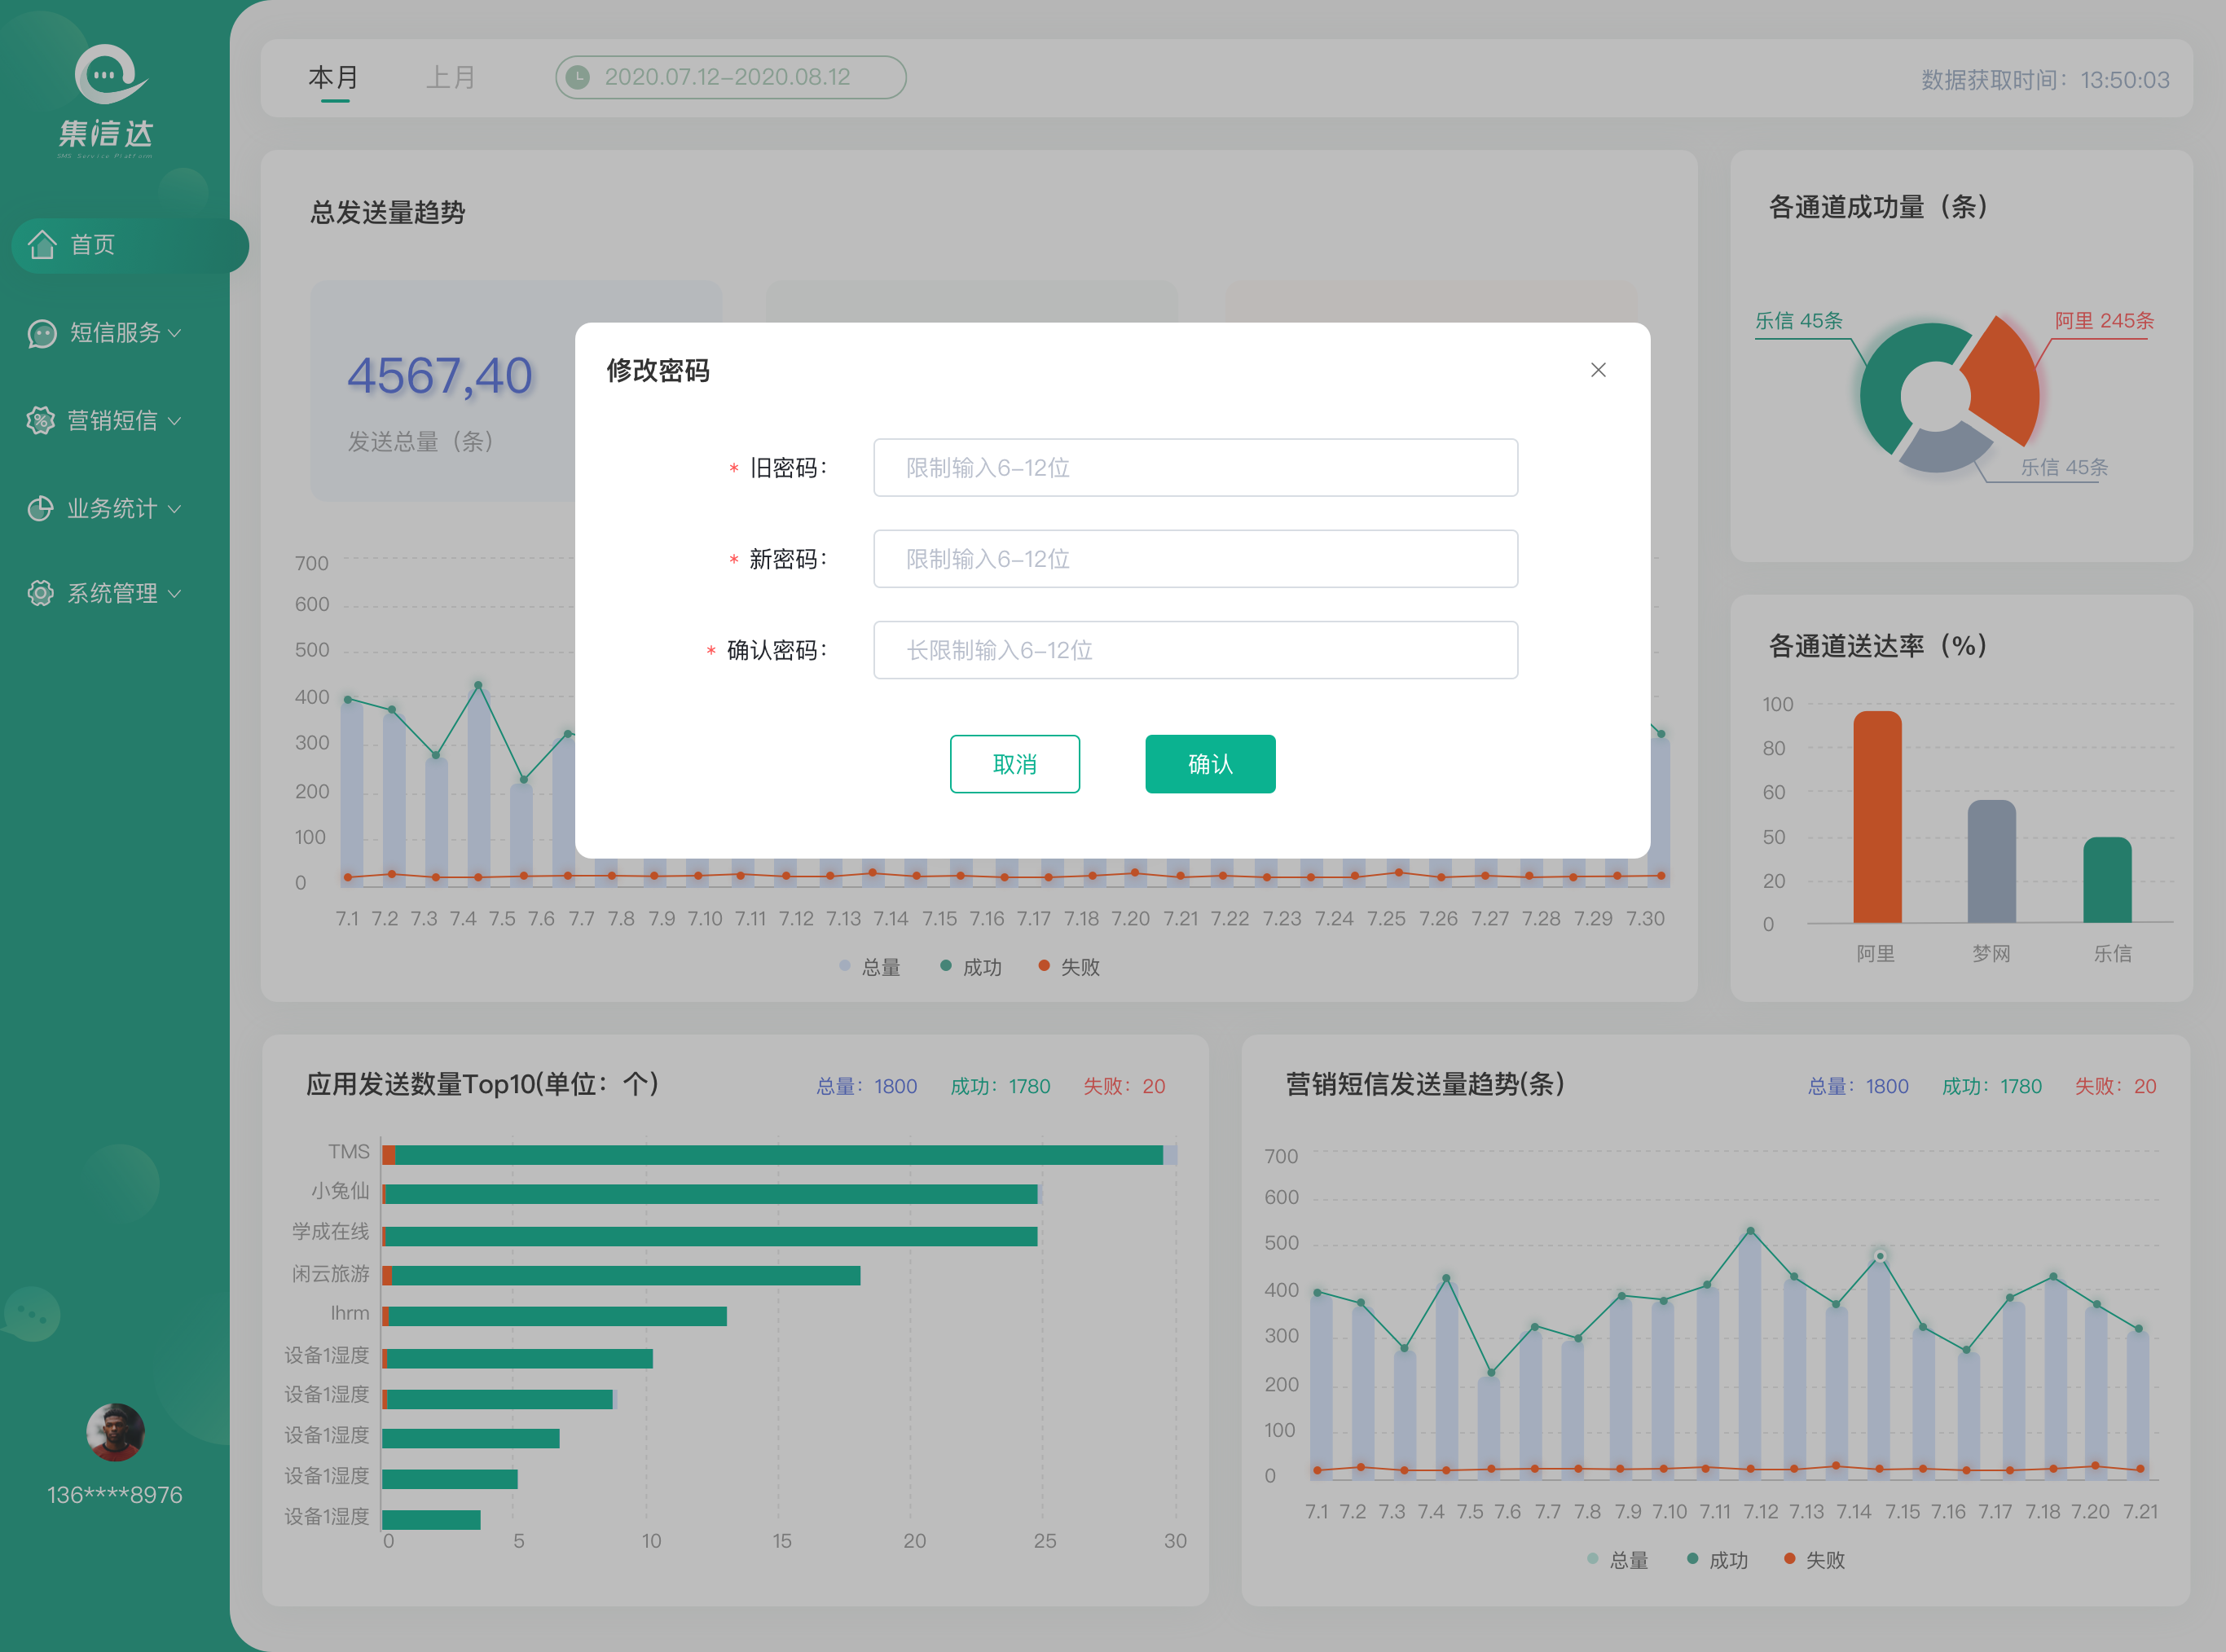 集信达
SMS Service Platform
首页
短信服务
营销短信
业务统计
系统管理
136****8976
本月
上月
2020.07.12-2020.08.12
数据获取时间：13:50:03
总发送量趋势
4567,40
发送总量（条）
700
600
500
400
300
200
100
0
7.1 7.2 7.3 7.4 7.5 7.6 7.7 7.8 7.9 7.10 7.11 7.12 7.13 7.14 7.15 7.16 7.17 7.18 7.20 7.21 7.22 7.23 7.24 7.25 7.26 7.27 7.28 7.29 7.30
总量 成功 失败
修改密码
* 旧密码： 限制输入6-12位
* 新密码： 限制输入6-12位
* 确认密码： 长限制输入6-12位
取消 确认
各通道成功量（条）
乐信 45条
阿里 245条
乐信 45条
各通道送达率（%）
100
80
60
50
20
0
阿里 梦网 乐信
应用发送数量Top10(单位：个)
总量：1800 成功：1780 失败：20
TMS
小兔仙
学成在线
闲云旅游
Ihrm
设备1湿度
设备1湿度
设备1湿度
设备1湿度
设备1湿度
0 5 10 15 20 25 30
营销短信发送量趋势(条)
总量：1800 成功：1780 失败：20
700
600
500
400
300
200
100
0
7.1 7.2 7.3 7.4 7.5 7.6 7.7 7.8 7.9 7.10 7.11 7.12 7.13 7.14 7.15 7.16 7.17 7.18 7.20 7.21
总量 成功 失败